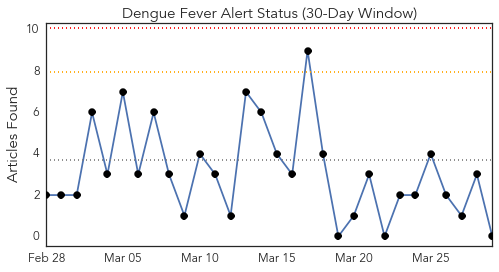 Dengue Fever Alert Status (30-Day Window)
10
8
6
4
2
0
Articles Found
Feb 28
Mar 05
Mar 10
Mar 15
Mar 20
Mar 25